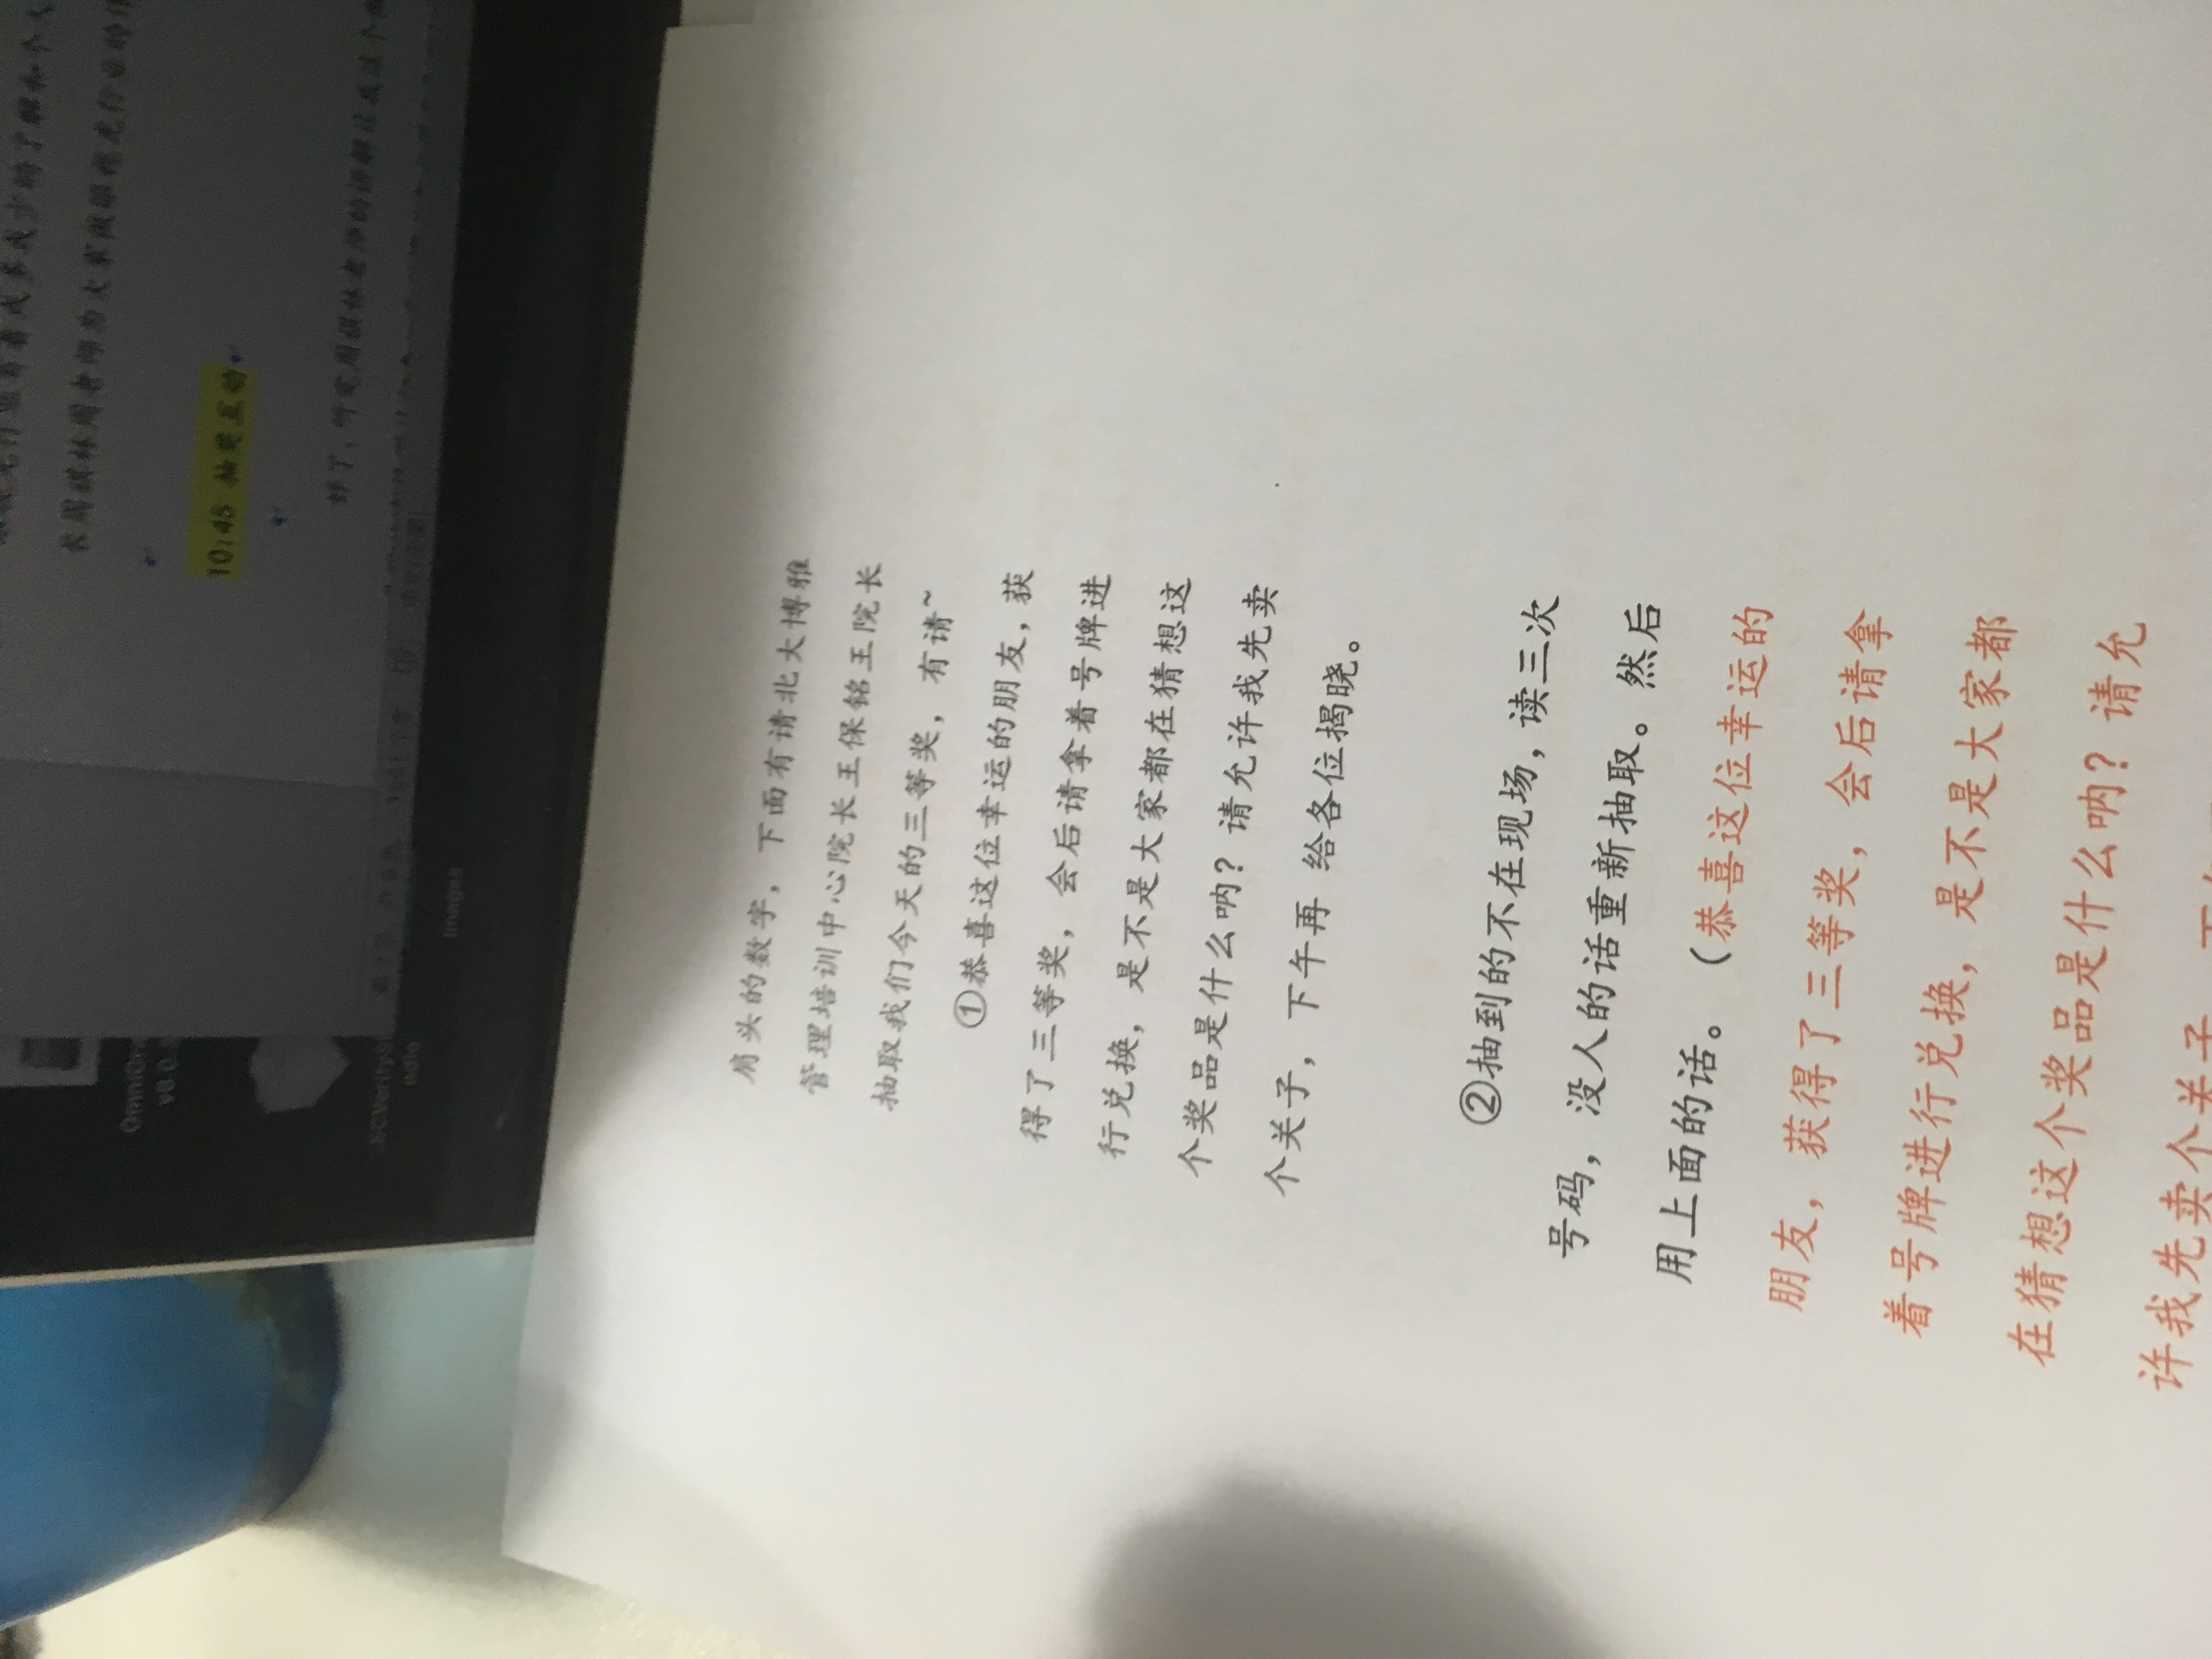 长周祺林周老师为大家做眼视光行业的
10:45 抽奖互动
好了，听完周祺林老师的讲解
OmniGra
v8.0.
SCVerifyS
ndle
Images
肩头的数字，下面有请北大博雅
管理培训中心院长王保铭王院长
抽取我们今天的三等奖，有请~
①恭喜这位幸运的朋友，获
得了三等奖，会后请拿着号牌进
行兑换，是不是大家都在猜想这
个奖品是什么呐？请允许我先卖
个关子，下午再 给各位揭晓。
②抽到的不在现场，读三次
号码，没人的话重新抽取。然后
用上面的话。（恭喜这位幸运的
朋友，获得了三等奖，会后请拿
着号牌进行兑换，是不是大家都
在猜想这个奖品是什么呐？请允
许我先卖个关子